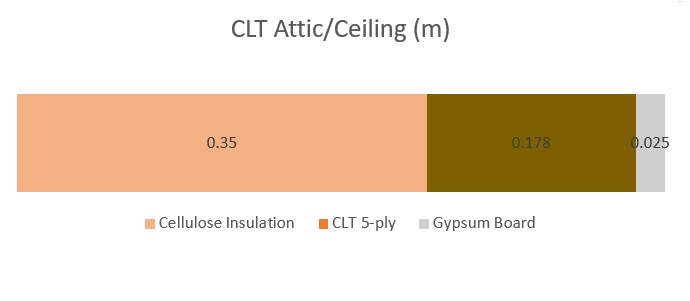 CLT Attic/Ceiling (m)
0.35 0.178 0.025
Cellulose Insulation CLT 5-ply Gypsum Board